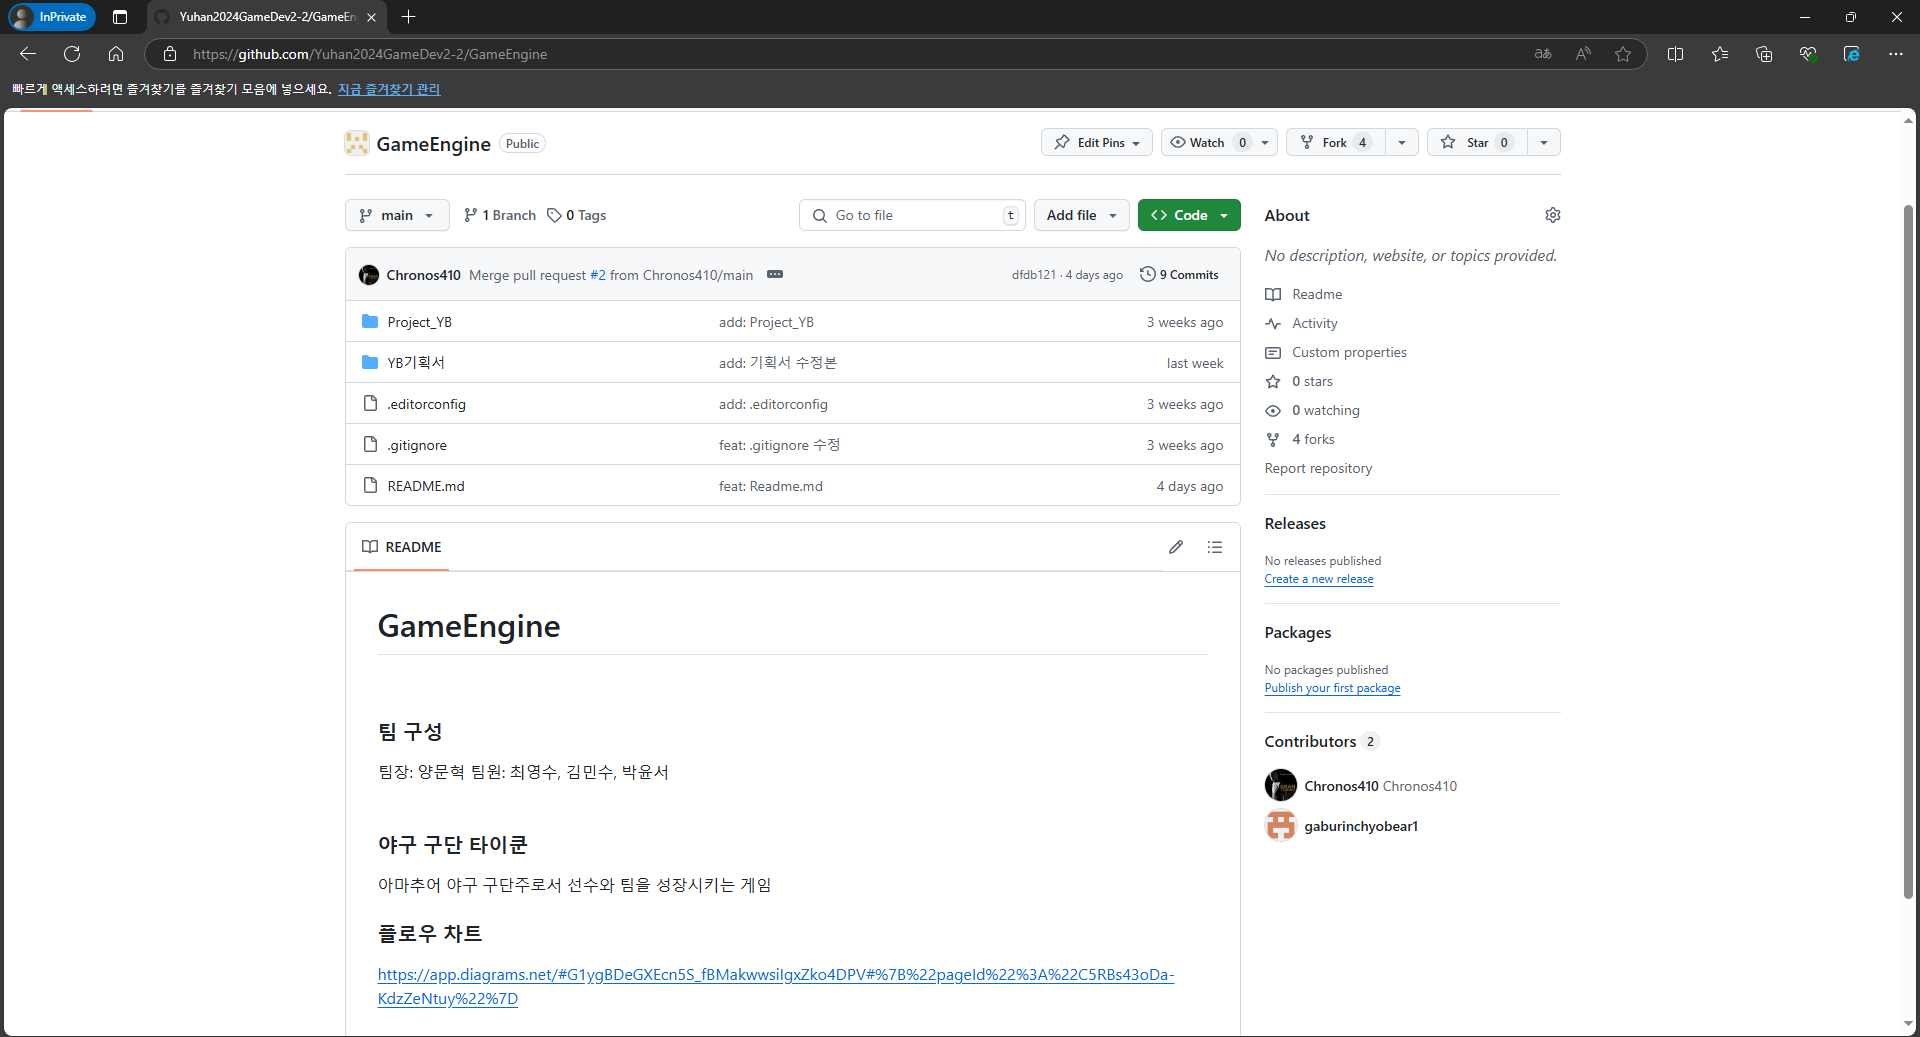 InPrivate
Yuhan2024GameDev2-2/GameEn
https://github.com/Yuhan2024GameDev2-2/GameEngine
빠르게 액세스하려면 즐겨찾기를 즐겨찾기 모음에 넣으세요. 지금 즐겨찾기 관리
GameEngine Public
Edit Pins Watch 0 Fork 4 Star 0
main 1 Branch 0 Tags
Go to file t Add file Code
Chronos410 Merge pull request #2 from Chronos410/main dfdb121 · 4 days ago 9 Commits
Project_YB add: Project_YB 3 weeks ago
YB기획서 add: 기획서 수정본 last week
.editorconfig add: .editorconfig 3 weeks ago
.gitignore feat: .gitignore 수정 3 weeks ago
README.md feat: Readme.md 4 days ago
README
GameEngine
팀 구성
팀장: 양문혁 팀원: 최영수, 김민수, 박윤서
야구 구단 타이쿤
아마추어 야구 구단주로서 선수와 팀을 성장시키는 게임
플로우 차트
https://app.diagrams.net/#G1ygBDeGXEcn5S_fBMakwwsiIgxZko4DPV#%7B%22pageId%22%3A%22C5RBs43oDa-
KdzZeNtuy%22%7D
About
No description, website, or topics provided.
Readme
Activity
Custom properties
0 stars
0 watching
4 forks
Report repository
Releases
No releases published
Create a new release
Packages
No packages published
Publish your first package
Contributors 2
Chronos410 Chronos410
gaburinchyobear1